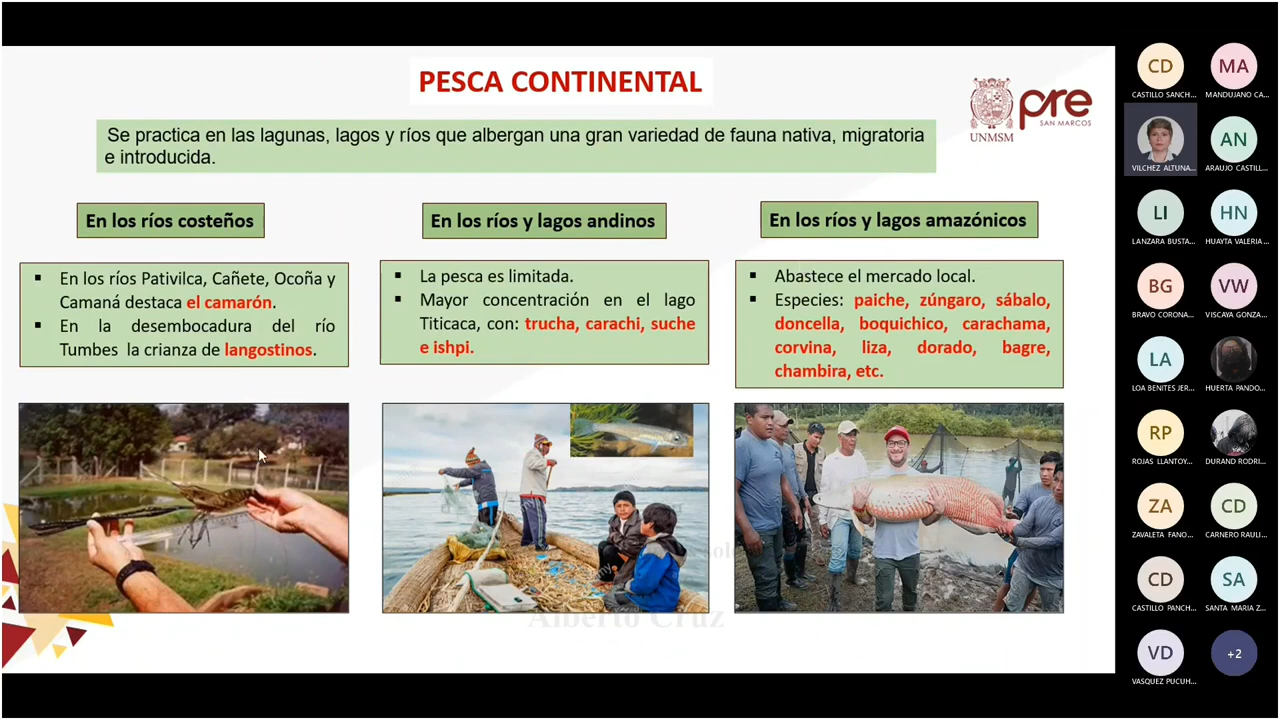 PESCA CONTINENTAL
UNMSM
pre
SAN MARCOS
Se practica en las lagunas, lagos y ríos que albergan una gran variedad de fauna nativa, migratoria
e introducida.
En los ríos costeños
▪ En los ríos Pativilca, Cañete, Ocoña y
Camaná destaca el camarón.
▪ En la desembocadura del río
Tumbes la crianza de langostinos.
En los ríos y lagos andinos
▪ La pesca es limitada.
▪ Mayor concentración en el lago
Titicaca, con: trucha, carachi, suche
e ishpi.
En los ríos y lagos amazónicos
▪ Abastece el mercado local.
▪ Especies: paiche, zúngaro, sábalo,
doncella, boquichico, carachama,
corvina, liza, dorado, bagre,
chambira, etc.
Alberto Cruz
CD
CASTILLO SANCH...
MA
MANDUJANO CA...
VILCHEZ ALTUNA...
AN
ARAUJO CASTILL...
LI
LANZARA BUSTA...
HN
HUAYTA VALERIA...
BG
BRAVO CORONA...
VW
VISCAYA GONZA...
LA
LOA BENITES JER...
HUERTA PANDO...
RP
ROJAS LLANTOY...
DURAND RODRI...
ZA
ZAVALETA FANO...
CD
CARNERO RAULI...
CD
CASTILLO PANCH...
SA
SANTA MARIA Z...
VD
VASQUEZ PUCUH...
+2